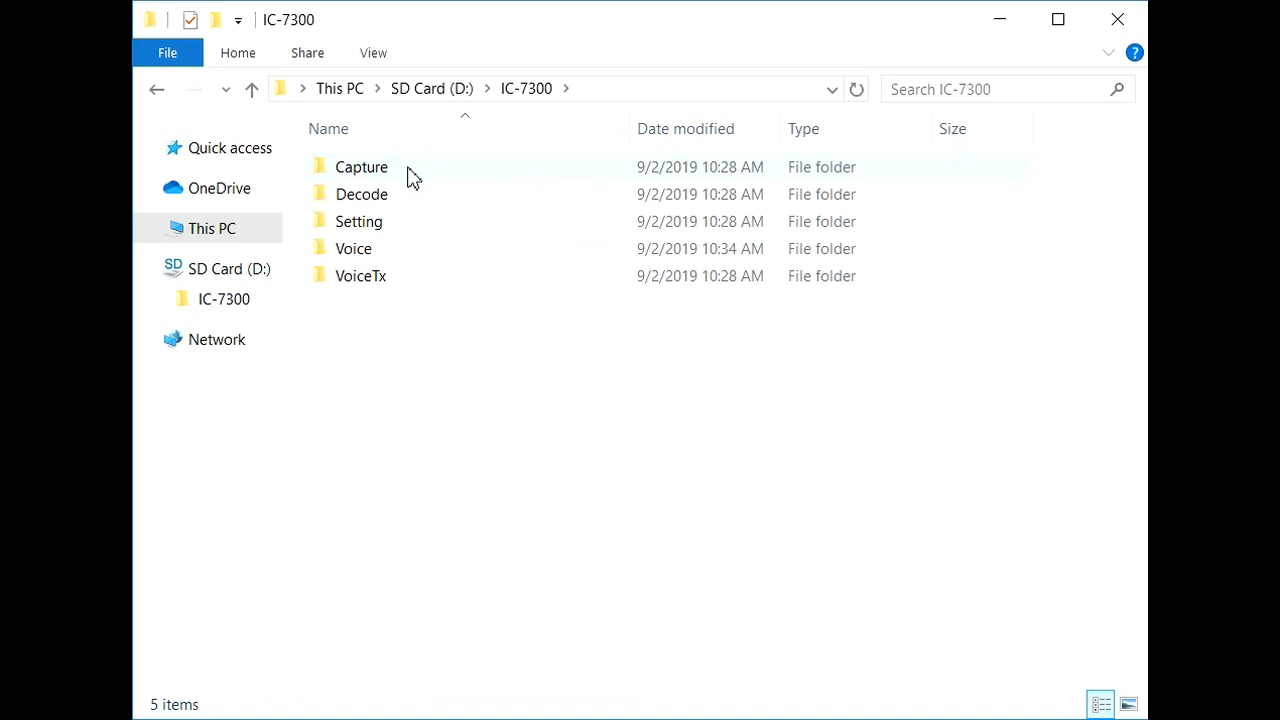 IC-7300
File Home Share View
This PC SD Card (D:) IC-7300 Search IC-7300
Name Date modified Type Size
Quick access
OneDrive
This PC
SD SD Card (D:)
IC-7300
Network
Capture 9/2/2019 10:28 AM File folder
Decode 9/2/2019 10:28 AM File folder
Setting 9/2/2019 10:28 AM File folder
Voice 9/2/2019 10:34 AM File folder
VoiceTx 9/2/2019 10:28 AM File folder
5 items